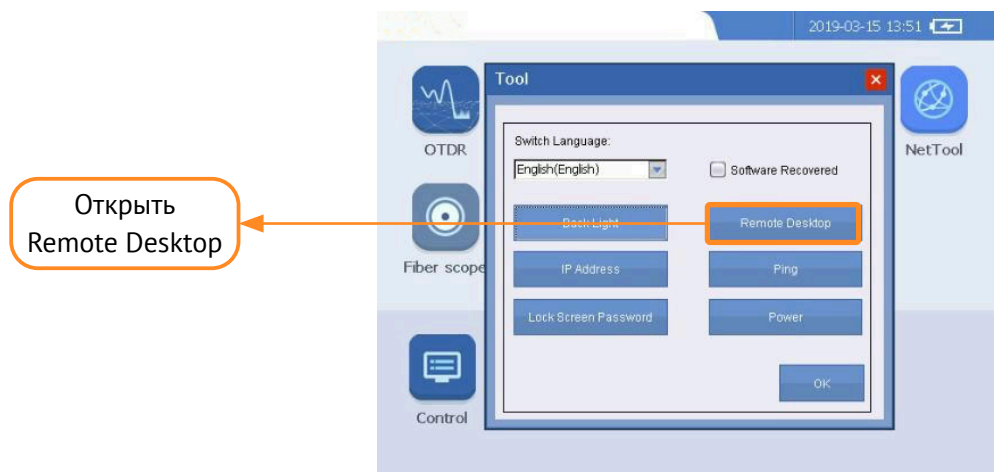 2019-03-15 13:51
Tool
OTDR
NetTool
Switch Language:
English(English)
Software Recovered
Открыть
Remote Desktop
Back Light
Remote Desktop
Fiber scope
IP Address
Ping
Lock Screen Password
Power
OK
Control